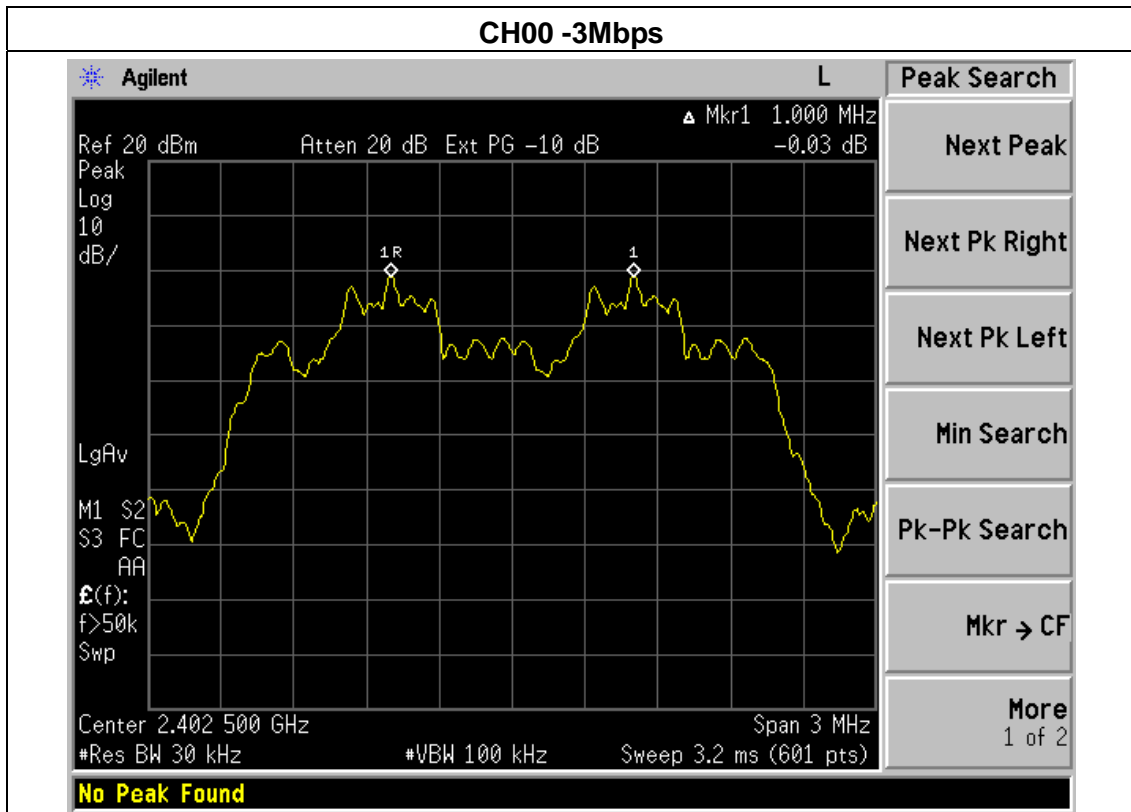 CH00 -3Mbps
Agilent L Peak Search
Δ Mkr1 1.000 MHz
Ref 20 dBm Atten 20 dB Ext PG -10 dB -0.03 dB
Peak
Log
10
dB/
1R
1
LgAv
M1 S2
S3 FC
AA
£(f):
f>50k
Swp
Center 2.402 500 GHz Span 3 MHz
#Res BW 30 kHz #VBW 100 kHz Sweep 3.2 ms (601 pts)
No Peak Found
Next Peak
Next Pk Right
Next Pk Left
Min Search
Pk-Pk Search
Mkr → CF
More
1 of 2